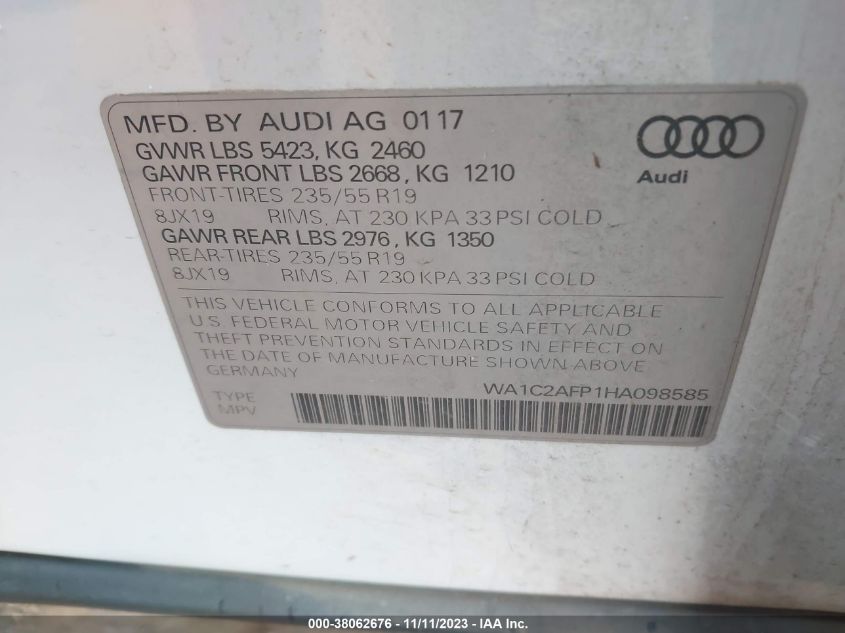 MFD. BY AUDI AG 01 17
GVWR LBS 5423, KG 2460
GAWR FRONT LBS 2668, KG 1210
FRONT-TIRES 235/55 R19
8JX19 RIMS, AT 230 KPA 33 PSI COLD
GAWR REAR LBS 2976, KG 1350
REAR-TIRES 235/55 R19
8JX19 RIMS, AT 230 KPA 33 PSI COLD
Audi
THIS VEHICLE CONFORMS TO ALL APPLICABLE
U.S. FEDERAL MOTOR VEHICLE SAFETY AND
THEFT PREVENTION STANDARDS IN EFFECT ON
THE DATE OF MANUFACTURE SHOWN ABOVE
GERMANY
WA1C2AFP1HA098585
TYPE
MPV
000-38062676 - 11/11/2023 - IAA Inc.